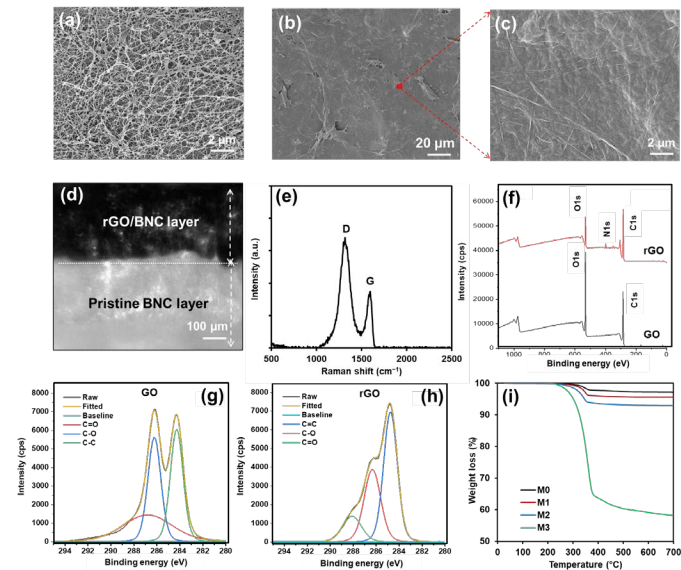 (a)
2 μm
(b)
20 μm
(c)
2 μm
(d)
rGO/BNC layer
Pristine BNC layer
100 μm
(e)
D
G
Intensity (a.u.)
500 1000 1500 2000 2500
Raman shift (cm⁻¹)
(f)
O1s
N1s
C1s
rGO
O1s
C1s
GO
Intensity (cps)
60000
50000
40000
30000
20000
10000
0
1000 800 600 400 200 0
Binding energy (eV)
(g)
GO
Raw
Fitted
Baseline
C=O
C-O
C-C
Intensity (cps)
8000
7000
6000
5000
4000
3000
2000
1000
0
294 292 290 288 286 284 282 280
Binding energy (eV)
(h)
rGO
Raw
Fitted
Baseline
C=C
C-O
C=O
Intensity (cps)
8000
7000
6000
5000
4000
3000
2000
1000
0
294 292 290 288 286 284 282 280
Binding energy (eV)
(i)
M0
M1
M2
M3
Weight loss (%)
100
90
80
70
60
50
0 100 200 300 400 500 600 700
Temperature (°C)